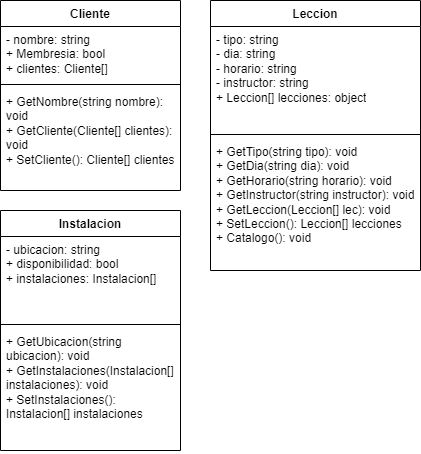 Cliente
- nombre: string
+ Membresia: bool
+ clientes: Cliente[]
+ GetNombre(string nombre):
void
+ GetCliente(Cliente[] clientes):
void
+ SetCliente(): Cliente[] clientes
Leccion
- tipo: string
- dia: string
- horario: string
- instructor: string
+ Leccion[] lecciones: object
+ GetTipo(string tipo): void
+ GetDia(string dia): void
+ GetHorario(string horario): void
+ GetInstructor(string instructor): void
+ GetLeccion(Leccion[] lec): void
+ SetLeccion(): Leccion[] lecciones
+ Catalogo(): void
Instalacion
- ubicacion: string
+ disponibilidad: bool
+ instalaciones: Instalacion[]
+ GetUbicacion(string
ubicacion): void
+ GetInstalaciones(Instalacion[]
instalaciones): void
+ SetInstalaciones():
Instalacion[] instalaciones